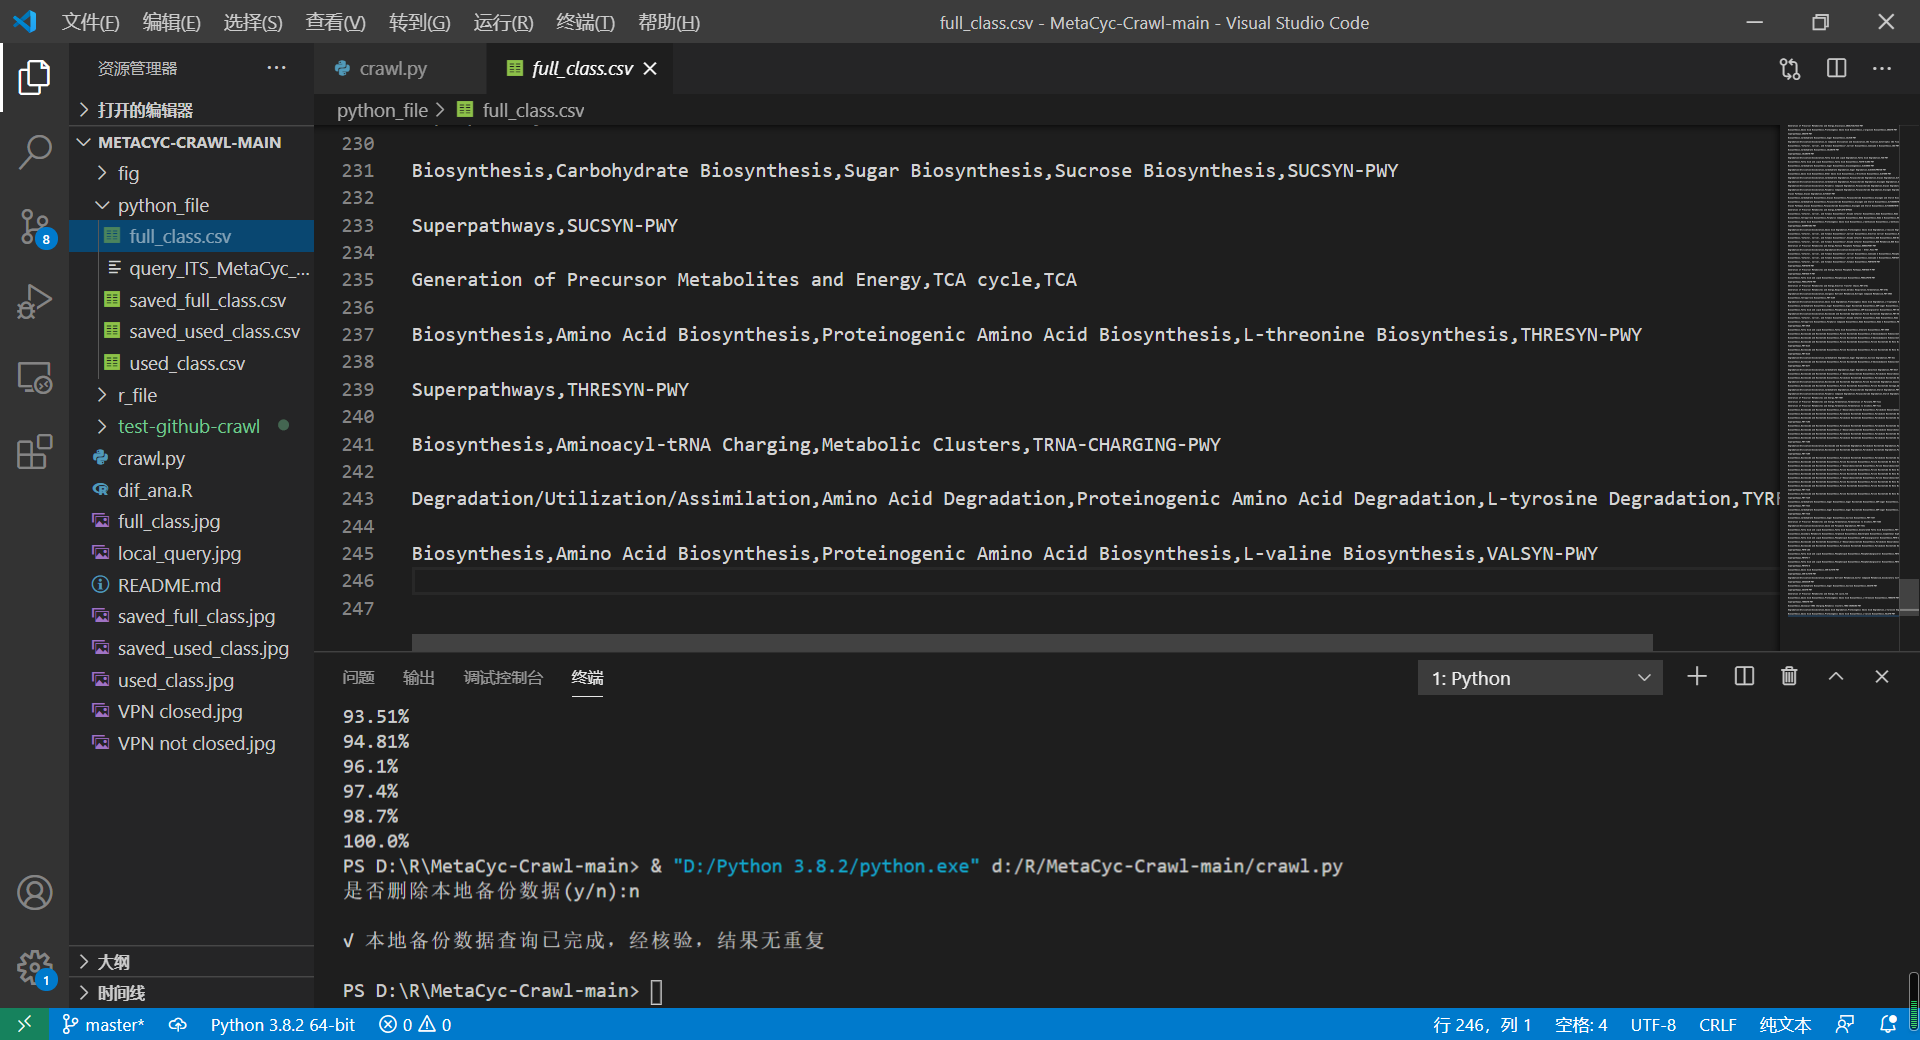 文件(F) 编辑(E) 选择(S) 查看(V) 转到(G) 运行(R) 终端(T) 帮助(H) full_class.csv - MetaCyc-Crawl-main - Visual Studio Code
资源管理器
打开的编辑器
METACYC-CRAWL-MAIN
fig
python_file
full_class.csv
query_ITS_MetaCyc_...
saved_full_class.csv
saved_used_class.csv
used_class.csv
r_file
test-github-crawl
crawl.py
dif_ana.R
full_class.jpg
local_query.jpg
README.md
saved_full_class.jpg
saved_used_class.jpg
used_class.jpg
VPN closed.jpg
VPN not closed.jpg
大纲
时间线
8
1
crawl.py full_class.csv
python_file > full_class.csv
230
231 Biosynthesis,Carbohydrate Biosynthesis,Sugar Biosynthesis,Sucrose Biosynthesis,SUCSYN-PWY
232
233 Superpathways,SUCSYN-PWY
234
235 Generation of Precursor Metabolites and Energy,TCA cycle,TCA
236
237 Biosynthesis,Amino Acid Biosynthesis,Proteinogenic Amino Acid Biosynthesis,L-threonine Biosynthesis,THRESYN-PWY
238
239 Superpathways,THRESYN-PWY
240
241 Biosynthesis,Aminoacyl-tRNA Charging,Metabolic Clusters,TRNA-CHARGING-PWY
242
243 Degradation/Utilization/Assimilation,Amino Acid Degradation,Proteinogenic Amino Acid Degradation,L-tyrosine Degradation,TYRF
244
245 Biosynthesis,Amino Acid Biosynthesis,Proteinogenic Amino Acid Biosynthesis,L-valine Biosynthesis,VALSYN-PWY
246
247
问题 输出 调试控制台 终端 1: Python
93.51%
94.81%
96.1%
97.4%
98.7%
100.0%
PS D:\R\MetaCyc-Crawl-main> & "D:/Python 3.8.2/python.exe" d:/R/MetaCyc-Crawl-main/crawl.py
是否删除本地备份数据(y/n):n
√ 本地备份数据查询已完成，经核验，结果无重复
PS D:\R\MetaCyc-Crawl-main>
master* Python 3.8.2 64-bit 0 0 行 246，列 1 空格: 4 UTF-8 CRLF 纯文本